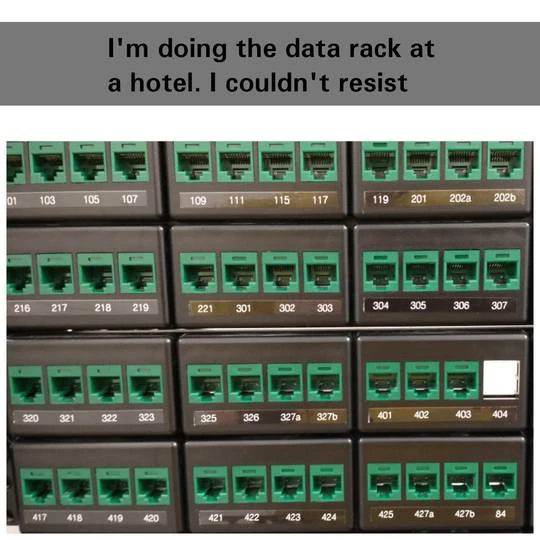 I'm doing the data rack at
a hotel. I couldn't resist
01 103 105 107 109 111 115 117 119 201 202a 202b
216 217 218 219 221 301 302 303 304 305 306 307
320 321 322 323 325 326 327a 327b 401 402 403 404
417 418 419 420 421 422 423 424 425 427a 427b 84